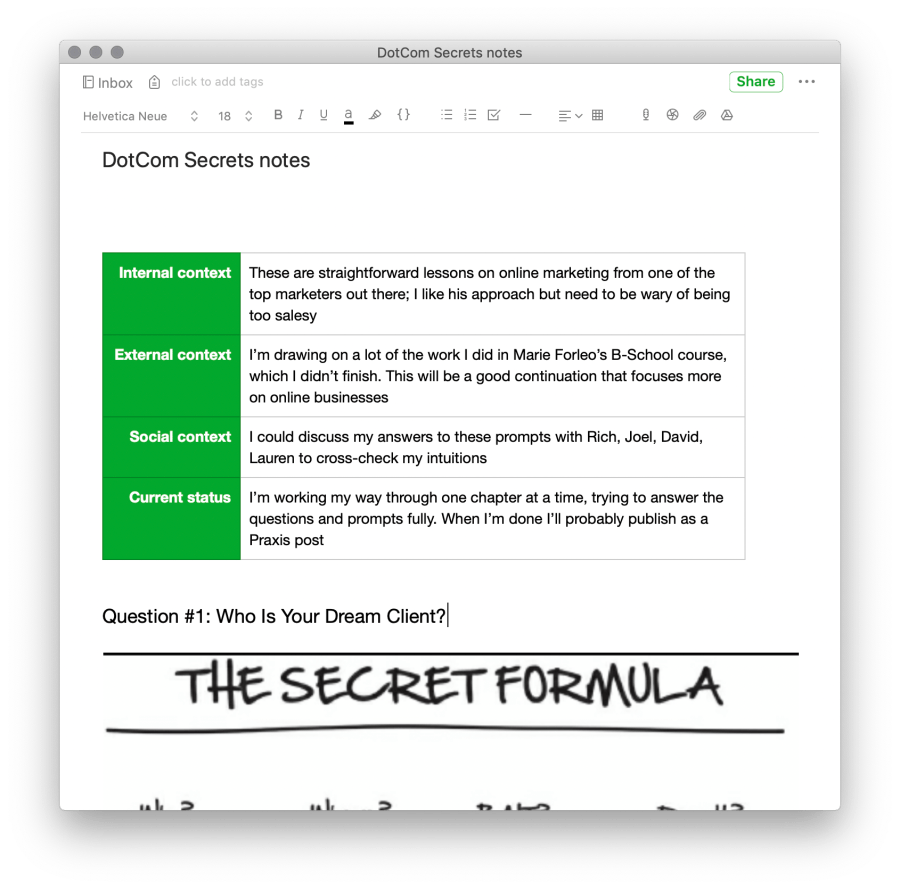 DotCom Secrets notes
Inbox click to add tags Share
Helvetica Neue 18 B I U a {}
DotCom Secrets notes
Internal context These are straightforward lessons on online marketing from one of the
top marketers out there; I like his approach but need to be wary of being
too salesy
External context I’m drawing on a lot of the work I did in Marie Forleo’s B-School course,
which I didn’t finish. This will be a good continuation that focuses more
on online businesses
Social context I could discuss my answers to these prompts with Rich, Joel, David,
Lauren to cross-check my intuitions
Current status I’m working my way through one chapter at a time, trying to answer the
questions and prompts fully. When I’m done I’ll probably publish as a
Praxis post
Question #1: Who Is Your Dream Client?
THE SECRET FORMULA